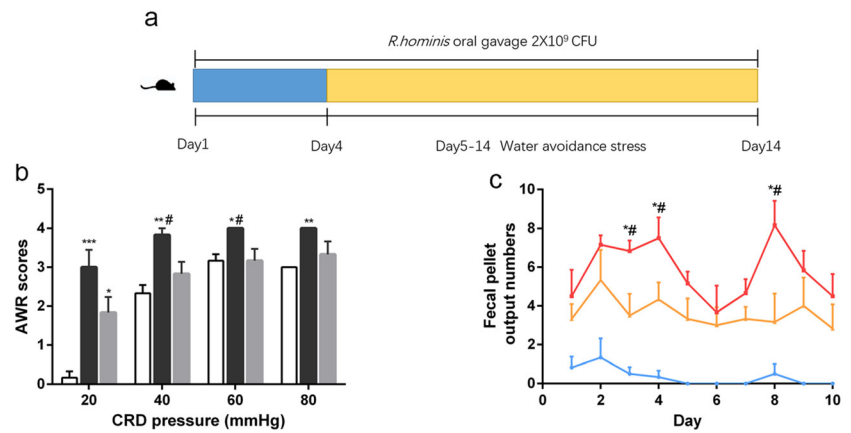 a
R.hominis oral gavage 2X10⁹ CFU
Day1
Day4
Day5-14 Water avoidance stress
Day14
b
AWR scores
5
4
3
2
1
0
***
*
**#
*#
**
20
40
60
80
CRD pressure (mmHg)
c
Fecal pellet
output numbers
10
8
6
4
2
0
*#
*#
*#
0
2
4
6
8
10
Day